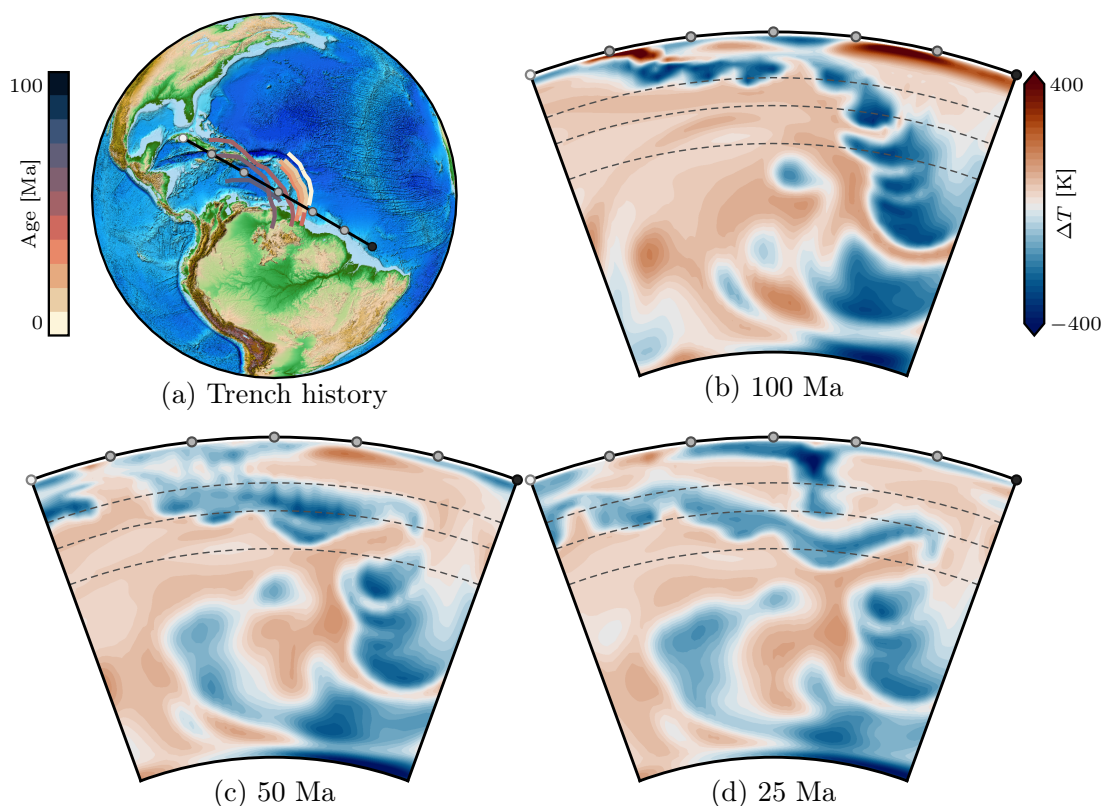 100
Age [Ma]
0
(a) Trench history
400
ΔT [K]
−400
(b) 100 Ma
(c) 50 Ma
(d) 25 Ma